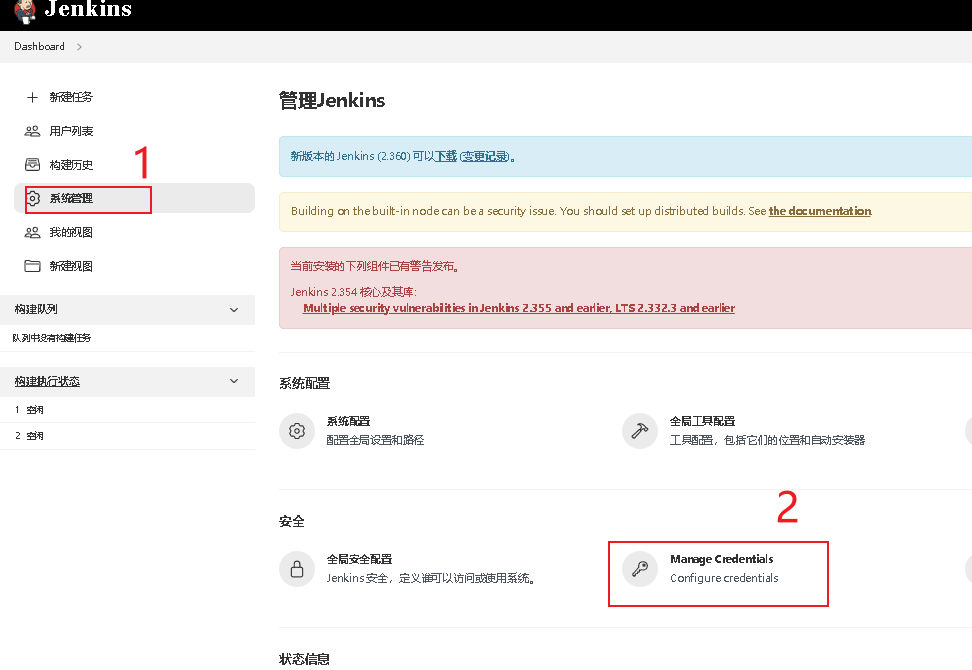 Jenkins
Dashboard
新建任务
用户列表
构建历史
1
系统管理
我的视图
新建视图
构建队列
队列中没有构建任务
构建执行状态
1 空闲
2 空闲
管理Jenkins
新版本的 Jenkins (2.360) 可以下载 (变更记录)。
Building on the built-in node can be a security issue. You should set up distributed builds. See the documentation.
当前安装的下列组件已有警告发布。
Jenkins 2.354 核心及其库:
Multiple security vulnerabilities in Jenkins 2.355 and earlier, LTS 2.332.3 and earlier
系统配置
系统配置
配置全局设置和路径
全局工具配置
工具配置，包括它们的位置和自动安装器
安全
2
全局安全配置
Jenkins 安全，定义谁可以访问或使用系统。
Manage Credentials
Configure credentials
状态信息